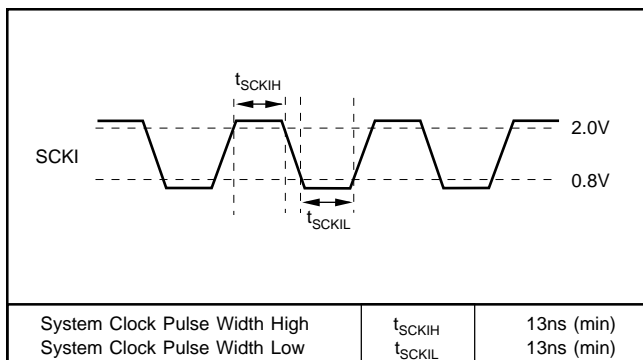 tSCKIH
2.0V
SCKI
0.8V
tSCKIL
System Clock Pulse Width High tSCKIH 13ns (min)
System Clock Pulse Width Low tSCKIL 13ns (min)